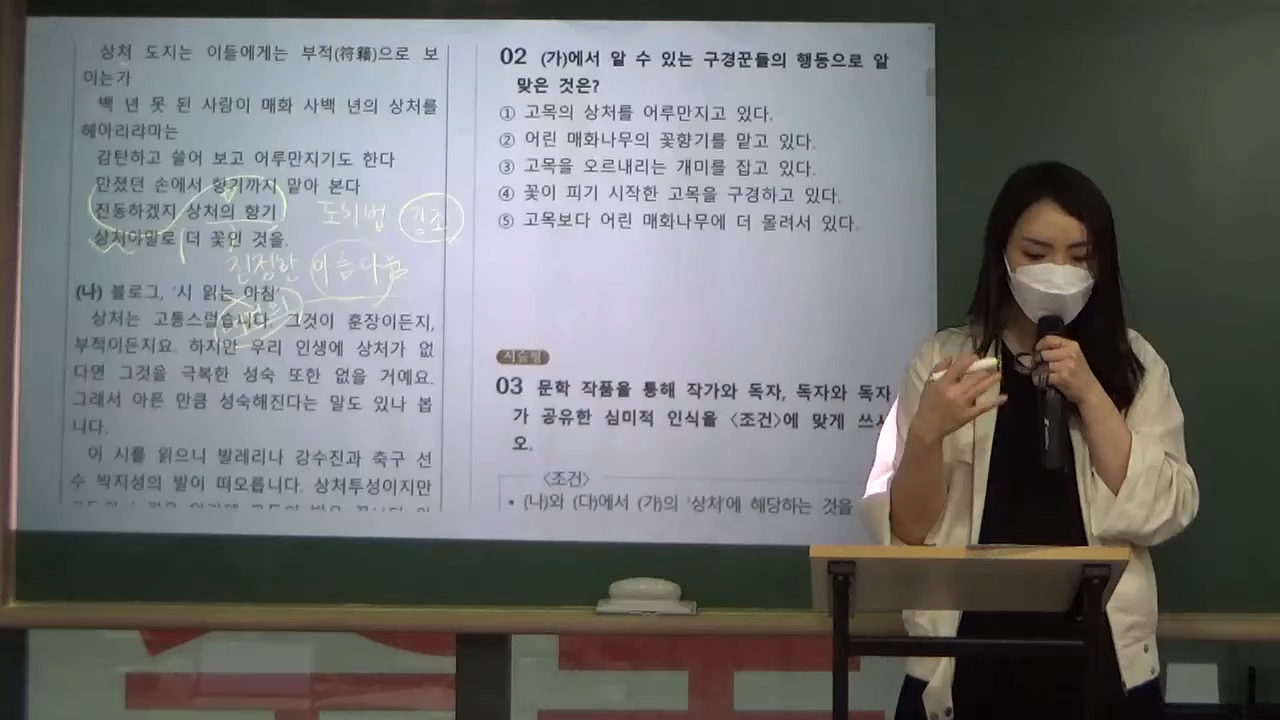 상처 도지는 이들에게는 부적(符籍)으로 보
이는가
백 년 못 된 사람이 매화 사백 년의 상처를
헤아리랴마는
감탄하고 쓸어 보고 어루만지기도 한다
만졌던 손에서 향기까지 맡아 본다
진동하겠지 상처의 향기
도치법 강조
상처야말로 더 꽃인 것을.
진정한 아름다움
(나) 블로그, '시 읽는 아침'
상처는 고통스럽습니다. 그것이 훈장이든지,
부적이든지요. 하지만 우리 인생에 상처가 없
다면 그것을 극복한 성숙 또한 없을 거예요.
그래서 아픈 만큼 성숙해진다는 말도 있나 봅
니다.
이 시를 읽으니 발레리나 강수진과 축구 선
수 박지성의 발이 떠오릅니다. 상처투성이지만
02 (가)에서 알 수 있는 구경꾼들의 행동으로 알
맞은 것은?
① 고목의 상처를 어루만지고 있다.
② 어린 매화나무의 꽃향기를 맡고 있다.
③ 고목을 오르내리는 개미를 잡고 있다.
④ 꽃이 피기 시작한 고목을 구경하고 있다.
⑤ 고목보다 어린 매화나무에 더 몰려서 있다.
서술형
03 문학 작품을 통해 작가와 독자, 독자와 독자
가 공유한 심미적 인식을 〈조건〉에 맞게 쓰시
오.
〈조건〉
• (나)와 (다)에서 (가)의 '상처'에 해당하는 것을